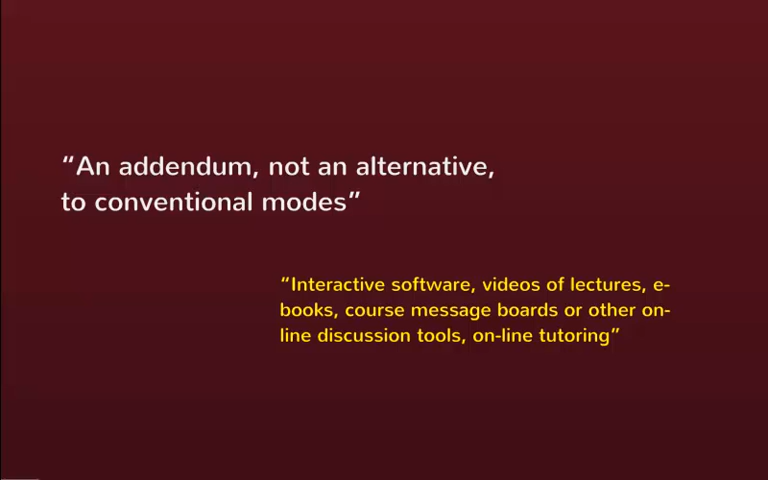 “An addendum, not an alternative,
to conventional modes”
“Interactive software, videos of lectures, e-
books, course message boards or other on-
line discussion tools, on-line tutoring”